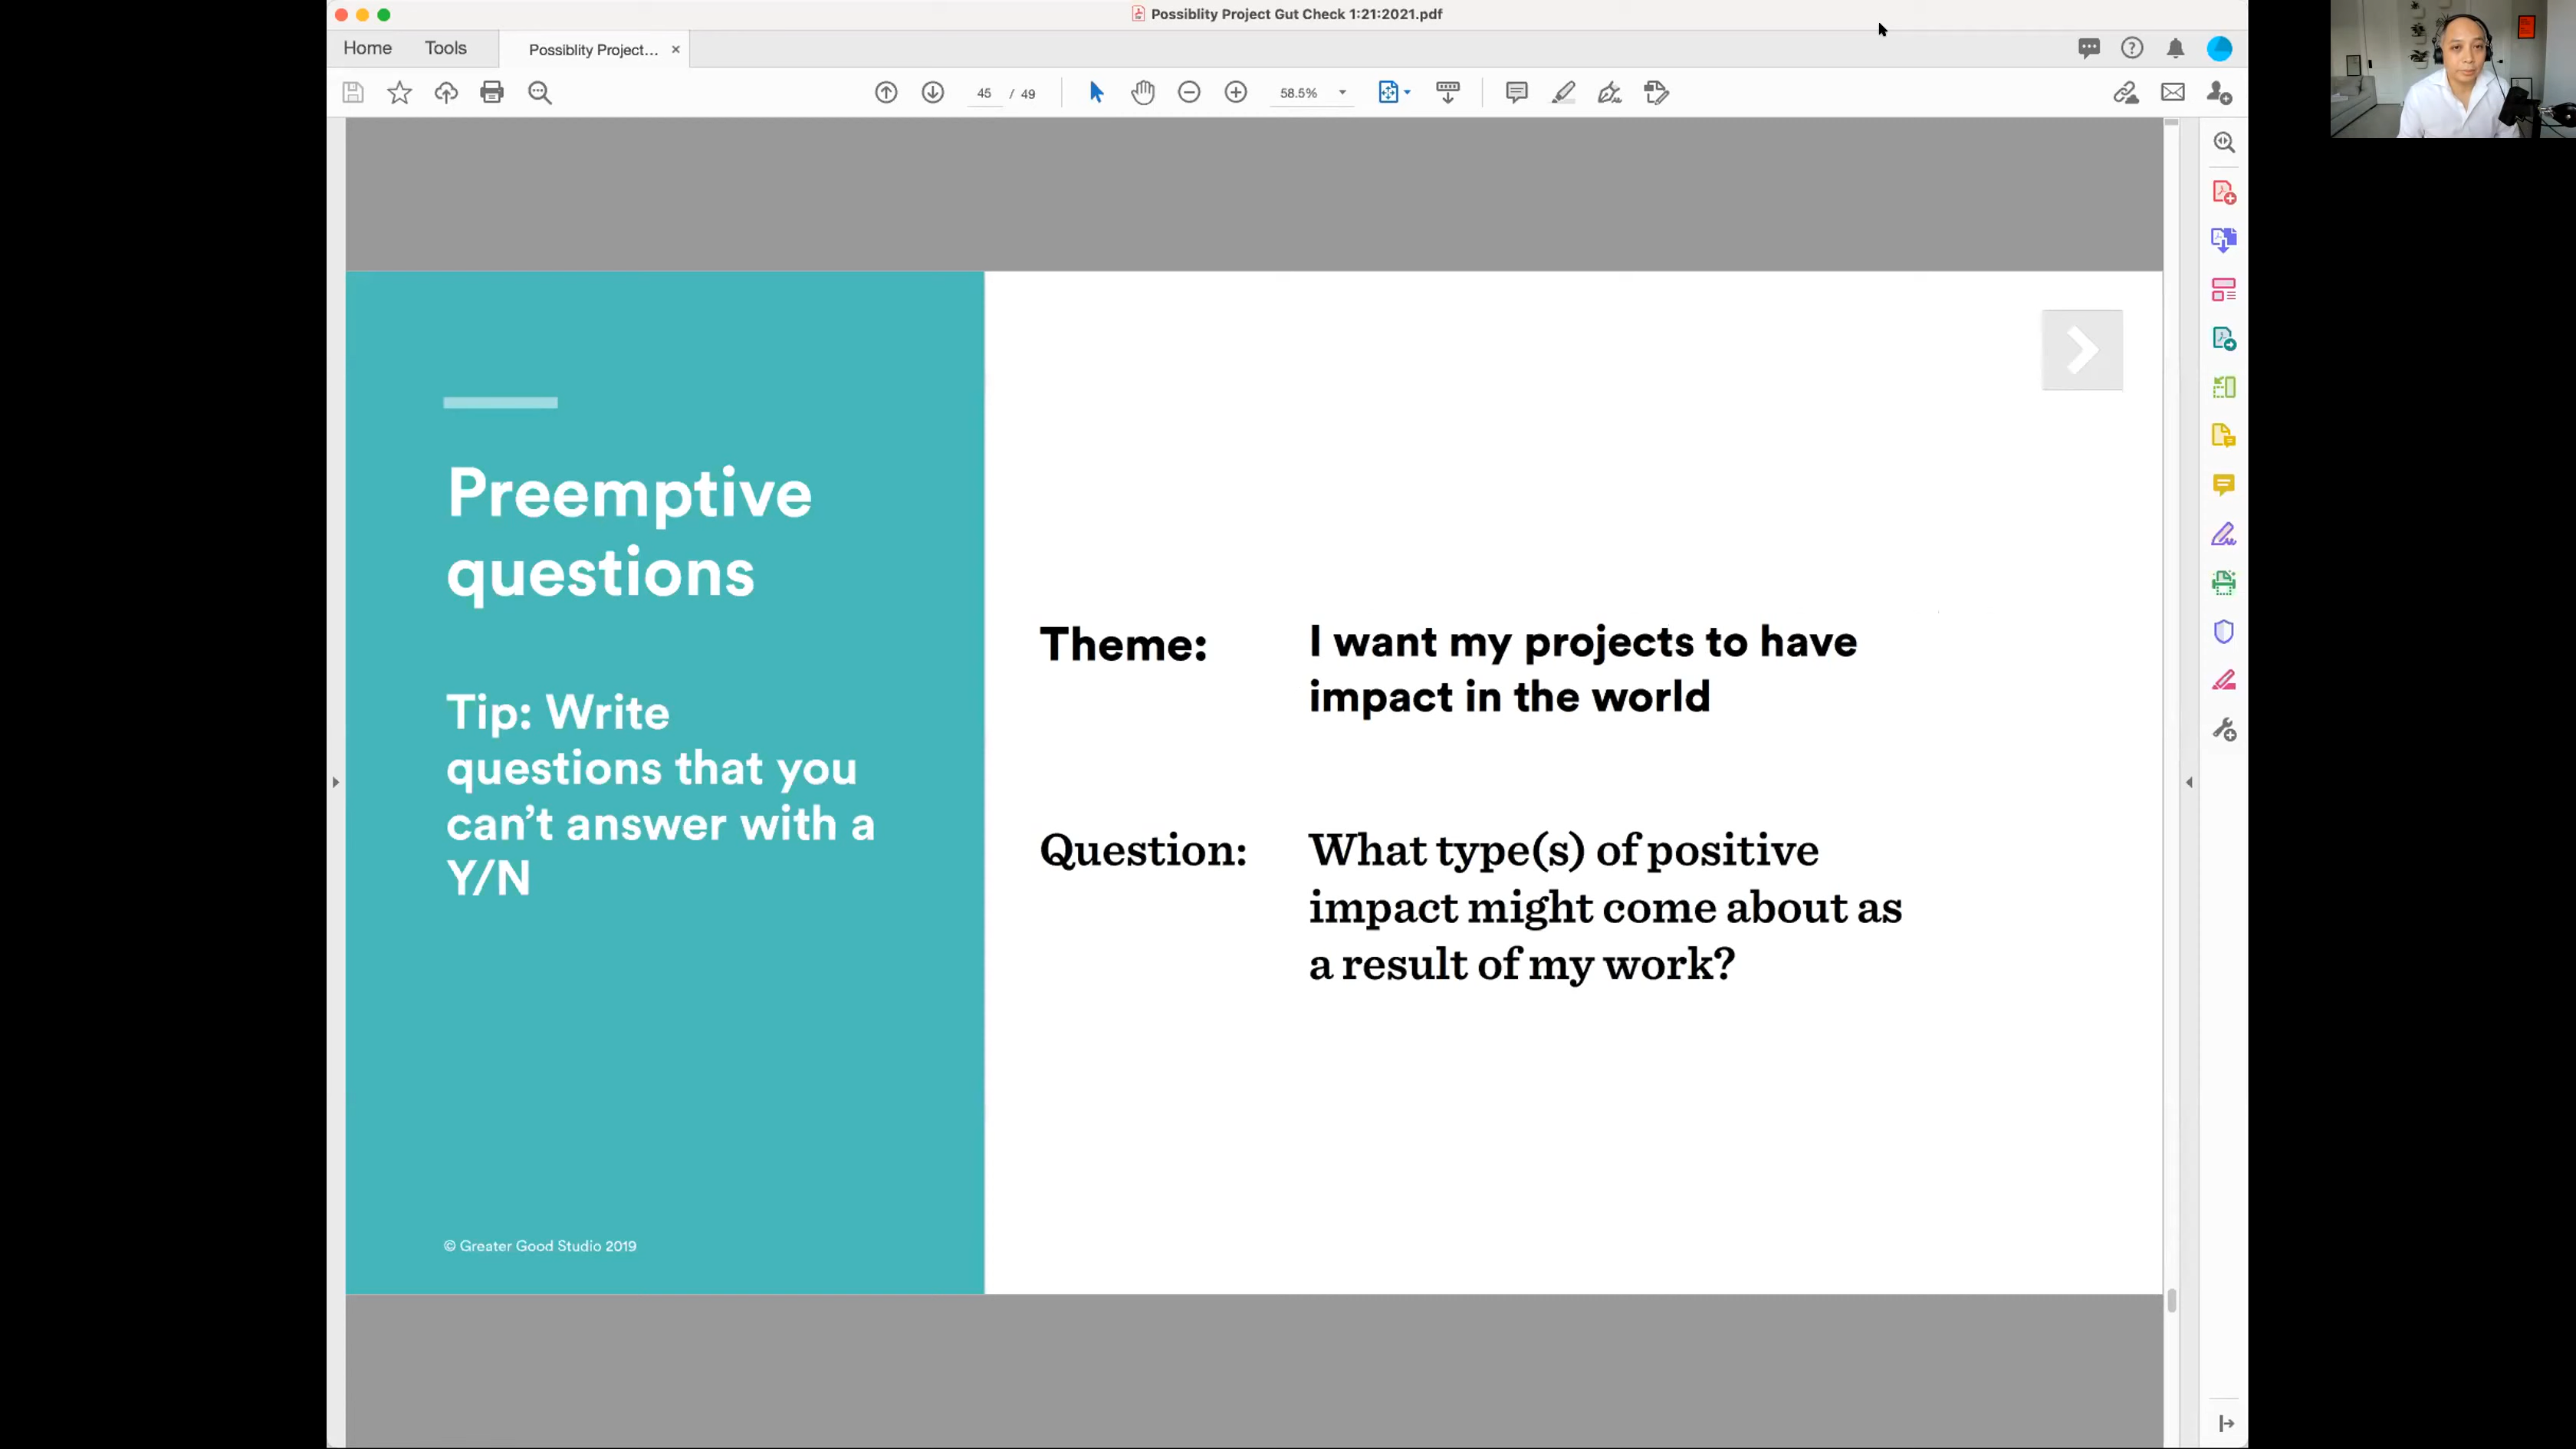 Possiblity Project Gut Check 1:21:2021.pdf
Home
Tools
Possiblity Project...
45 / 49
58.5%
Preemptive
questions
Tip: Write
questions that you
can't answer with a
Y/N
© Greater Good Studio 2019
Theme:
I want my projects to have
impact in the world
Question:
What type(s) of positive
impact might come about as
a result of my work?